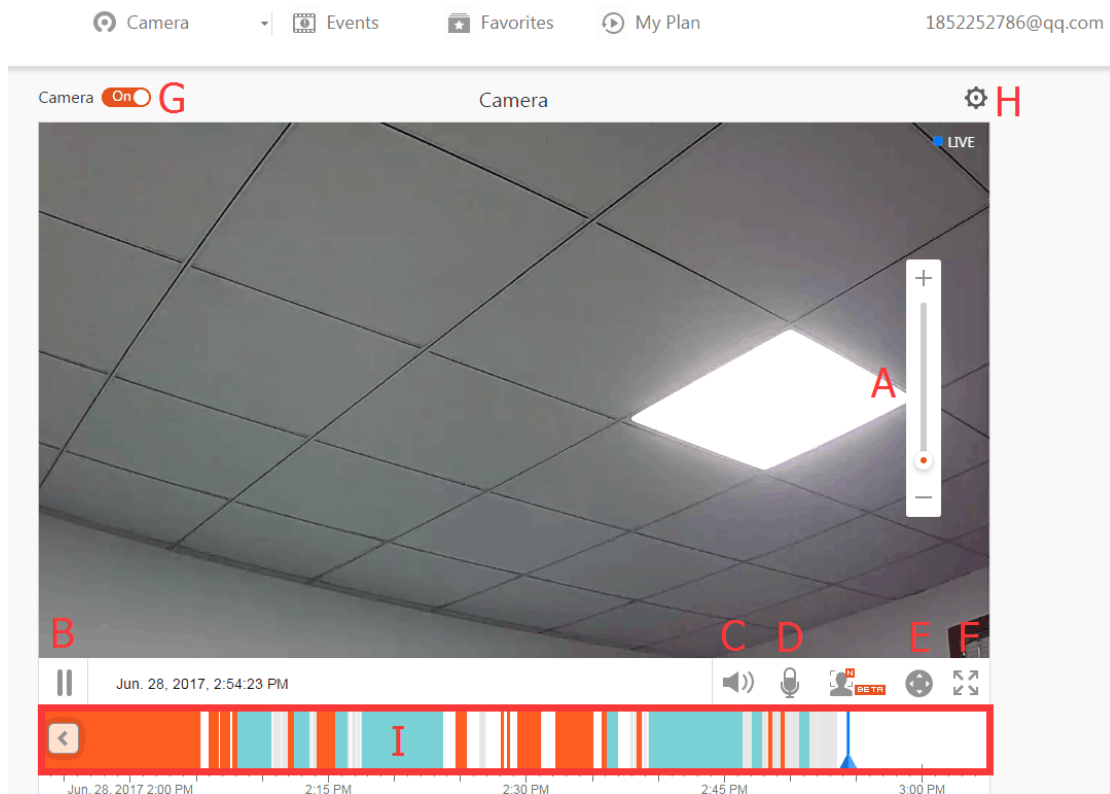 Camera Events Favorites My Plan 1852252786@qq.com
Camera On G Camera H
LIVE
A
B C D E F
Jun. 28, 2017, 2:54:23 PM N BETA
I
Jun. 28, 2017 2:00 PM 2:15 PM 2:30 PM 2:45 PM 3:00 PM